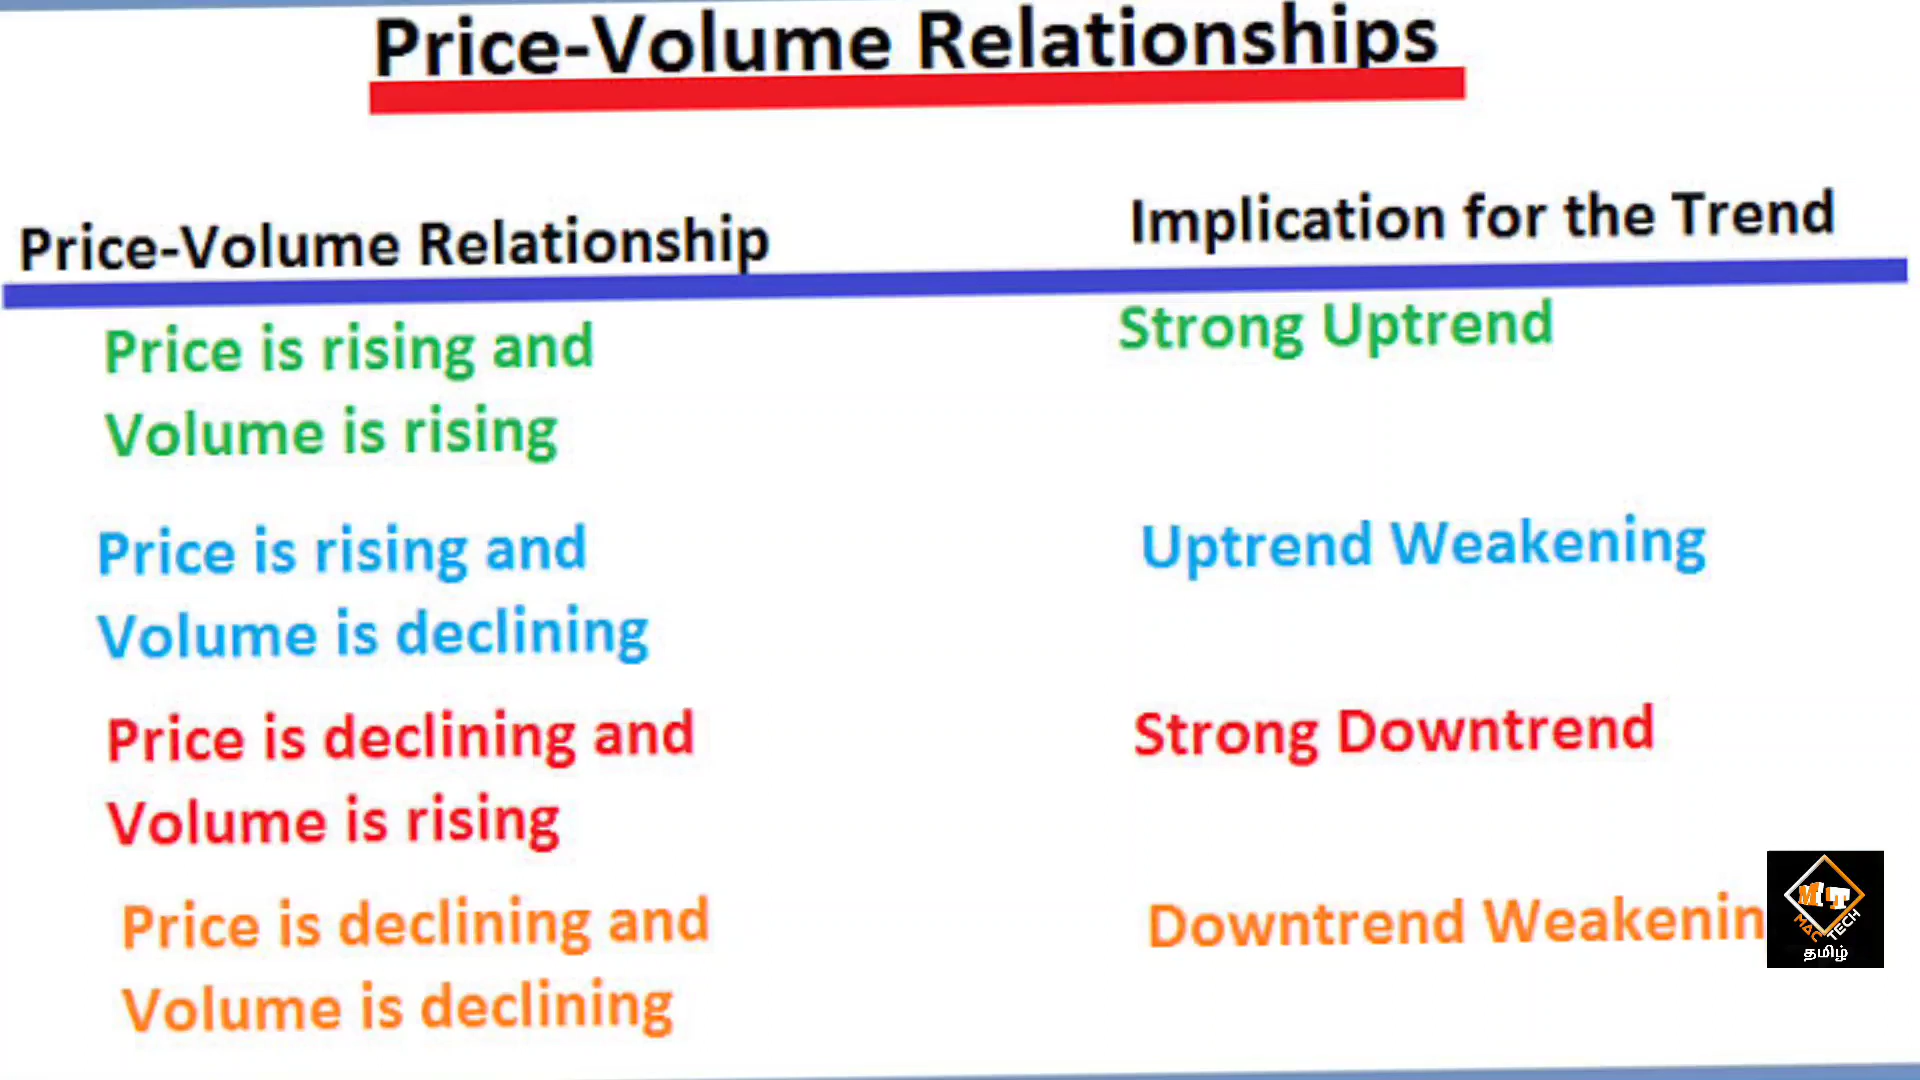 Price-Volume Relationships
Price-Volume Relationship
Implication for the Trend
Price is rising and
Volume is rising
Strong Uptrend
Price is rising and
Volume is declining
Uptrend Weakening
Price is declining and
Volume is rising
Strong Downtrend
Price is declining and
Volume is declining
Downtrend Weakenin
MT
MAC TECH
தமிழ்